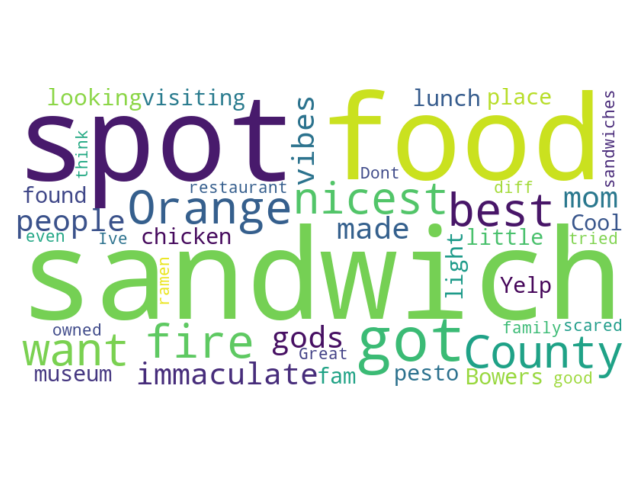 looking visiting vibes lunch place sandwiches
spot food
think Dont
found restaurant nicest diff mom
people Orange best Cool
even Ive chicken made light little tried
sandwich
ramen Yelp
owned gods got family scared
want fire Great County
museum immaculate fam pesto Bowers good